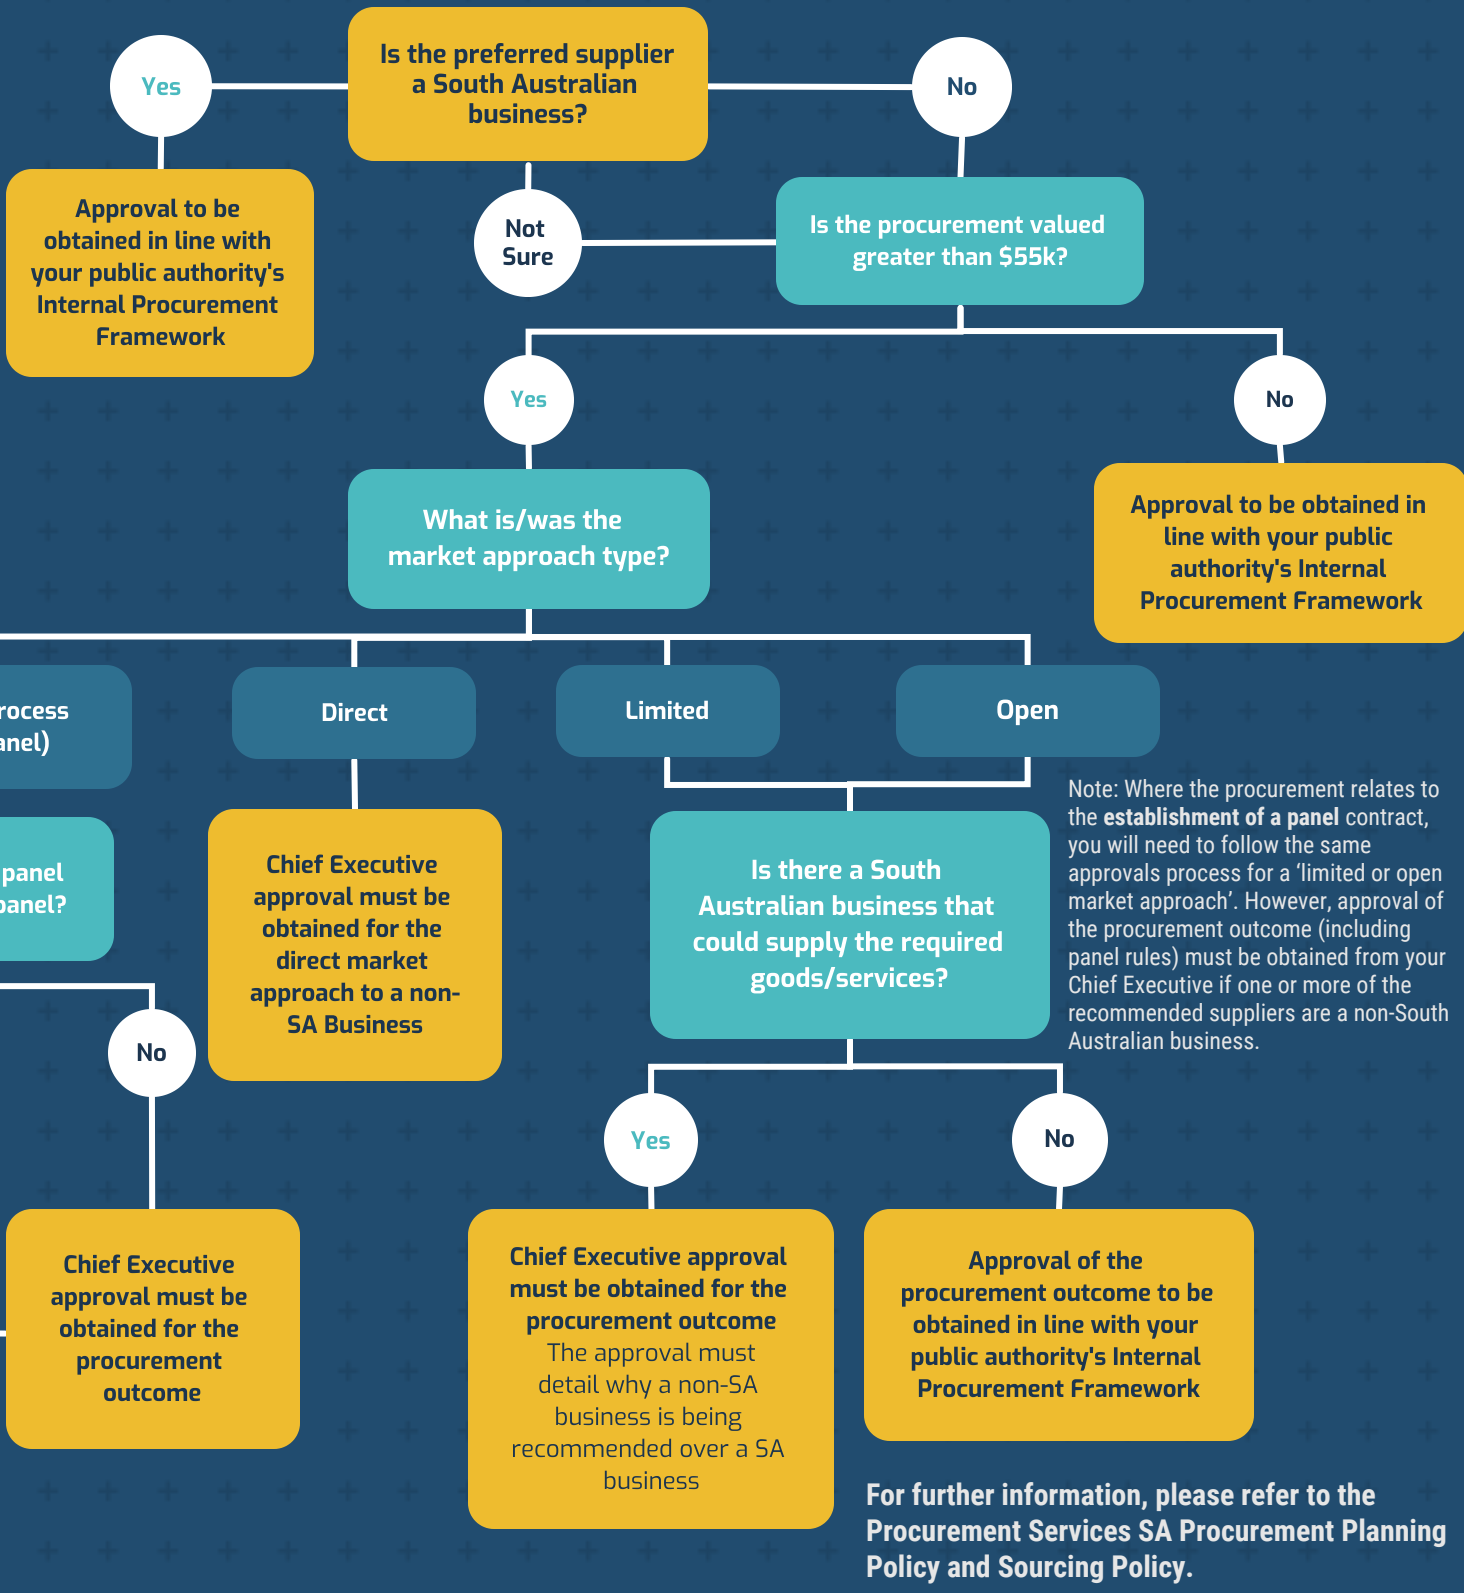 Is the preferred supplier
a South Australian
business?
Yes
No
Approval to be
obtained in line with
your public authority's
Internal Procurement
Framework
Not
Sure
Is the procurement valued
greater than $55k?
Yes
No
What is/was the
market approach type?
Approval to be obtained in
line with your public
authority's Internal
Procurement Framework
rocess
anel)
Direct
Limited
Open
panel
panel?
Chief Executive
approval must be
obtained for the
direct market
approach to a non-
SA Business
Is there a South
Australian business that
could supply the required
goods/services?
Note: Where the procurement relates to
the establishment of a panel contract,
you will need to follow the same
approvals process for a ‘limited or open
market approach’. However, approval of
the procurement outcome (including
panel rules) must be obtained from your
Chief Executive if one or more of the
recommended suppliers are a non-South
Australian business.
No
Yes
No
Chief Executive
approval must be
obtained for the
procurement
outcome
Chief Executive approval
must be obtained for the
procurement outcome
The approval must
detail why a non-SA
business is being
recommended over a SA
business
Approval of the
procurement outcome to be
obtained in line with your
public authority's Internal
Procurement Framework
For further information, please refer to the
Procurement Services SA Procurement Planning
Policy and Sourcing Policy.